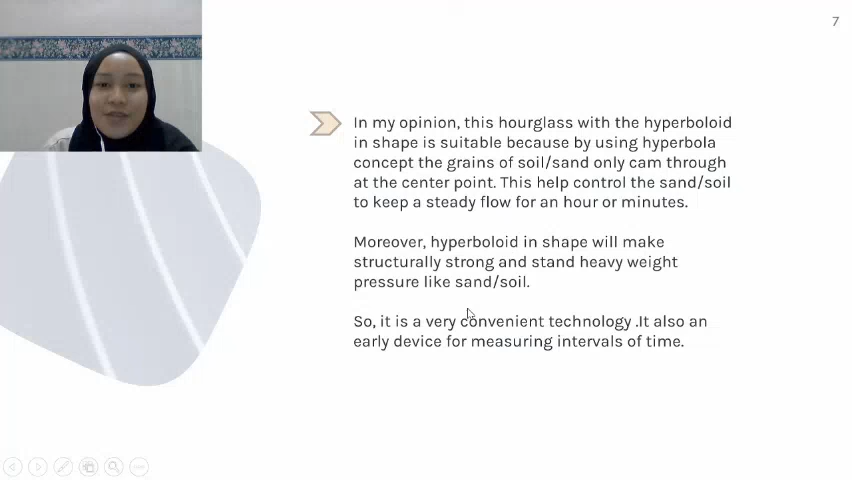 7
In my opinion, this hourglass with the hyperboloid
in shape is suitable because by using hyperbola
concept the grains of soil/sand only cam through
at the center point. This help control the sand/soil
to keep a steady flow for an hour or minutes.
Moreover, hyperboloid in shape will make
structurally strong and stand heavy weight
pressure like sand/soil.
So, it is a very convenient technology .It also an
early device for measuring intervals of time.